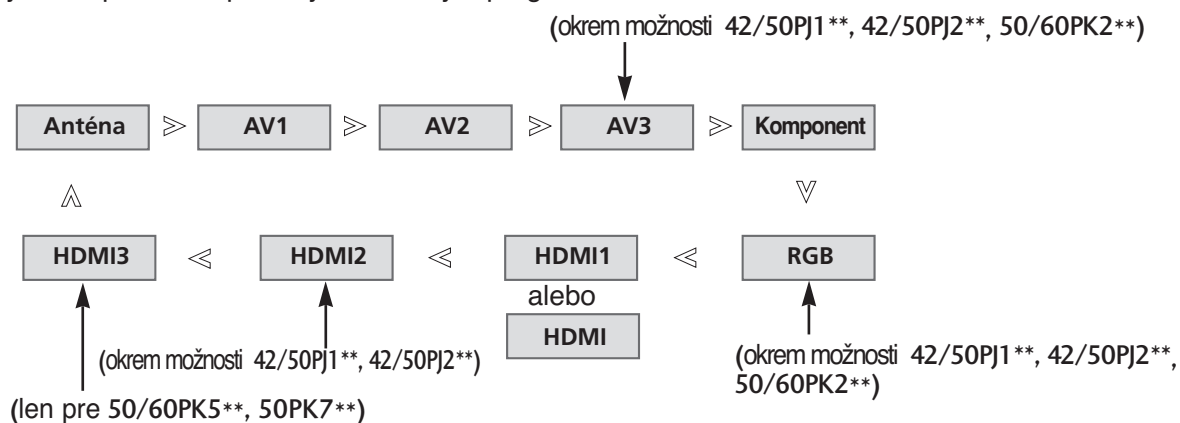 (okrem možnosti 42/50PJ1**, 42/50PJ2**, 50/60PK2**)
Anténa
AV1
AV2
AV3
Komponent
HDMI3
HDMI2
HDMI1
RGB
alebo
HDMI
(okrem možnosti 42/50PJ1**, 42/50PJ2**)
(okrem možnosti 42/50PJ1**, 42/50PJ2**,
50/60PK2**)
(len pre 50/60PK5**, 50PK7**)